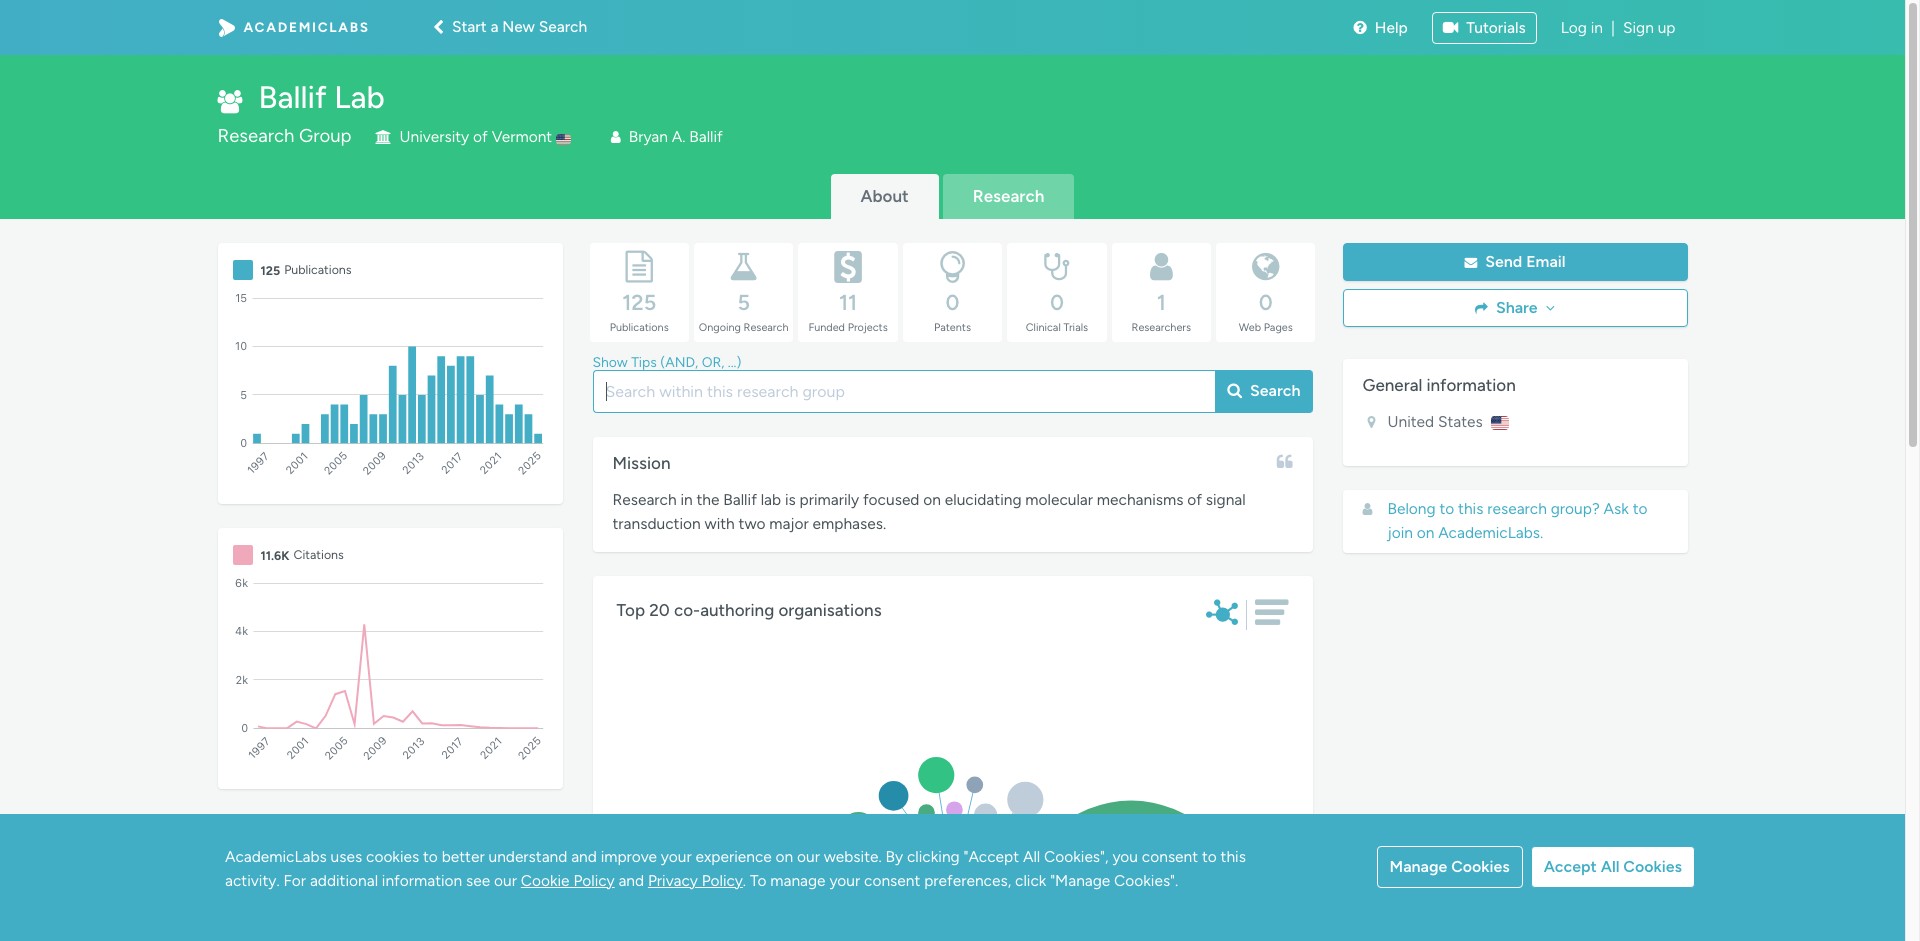 ACADEMICLABS
Start a New Search
Help
Tutorials
Log in | Sign up
Ballif Lab
Research Group
University of Vermont
Bryan A. Ballif
About
Research
125 Publications
15
10
5
0
1997
2001
2005
2009
2013
2017
2021
2025
11.6K Citations
6k
4k
2k
0
1997
2001
2005
2009
2013
2017
2021
2025
125
Publications
5
Ongoing Research
11
Funded Projects
0
Patents
0
Clinical Trials
1
Researchers
0
Web Pages
Show Tips (AND, OR, ...)
Search within this research group
Search
Mission
Research in the Ballif lab is primarily focused on elucidating molecular mechanisms of signal
transduction with two major emphases.
Top 20 co-authoring organisations
Send Email
Share
General information
United States
Belong to this research group? Ask to
join on AcademicLabs.
AcademicLabs uses cookies to better understand and improve your experience on our website. By clicking "Accept All Cookies", you consent to this
activity. For additional information see our Cookie Policy and Privacy Policy. To manage your consent preferences, click "Manage Cookies".
Manage Cookies
Accept All Cookies